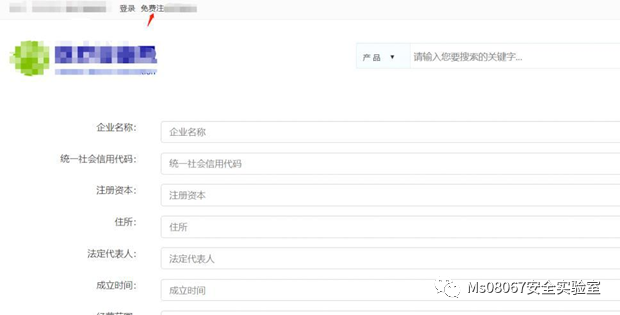 登录 免费注
产品 ▼ 请输入您要搜索的关键字...
企业名称: 企业名称
统一社会信用代码: 统一社会信用代码
注册资本: 注册资本
住所: 住所
法定代表人: 法定代表人
成立时间: 成立时间
Ms08067安全实验室